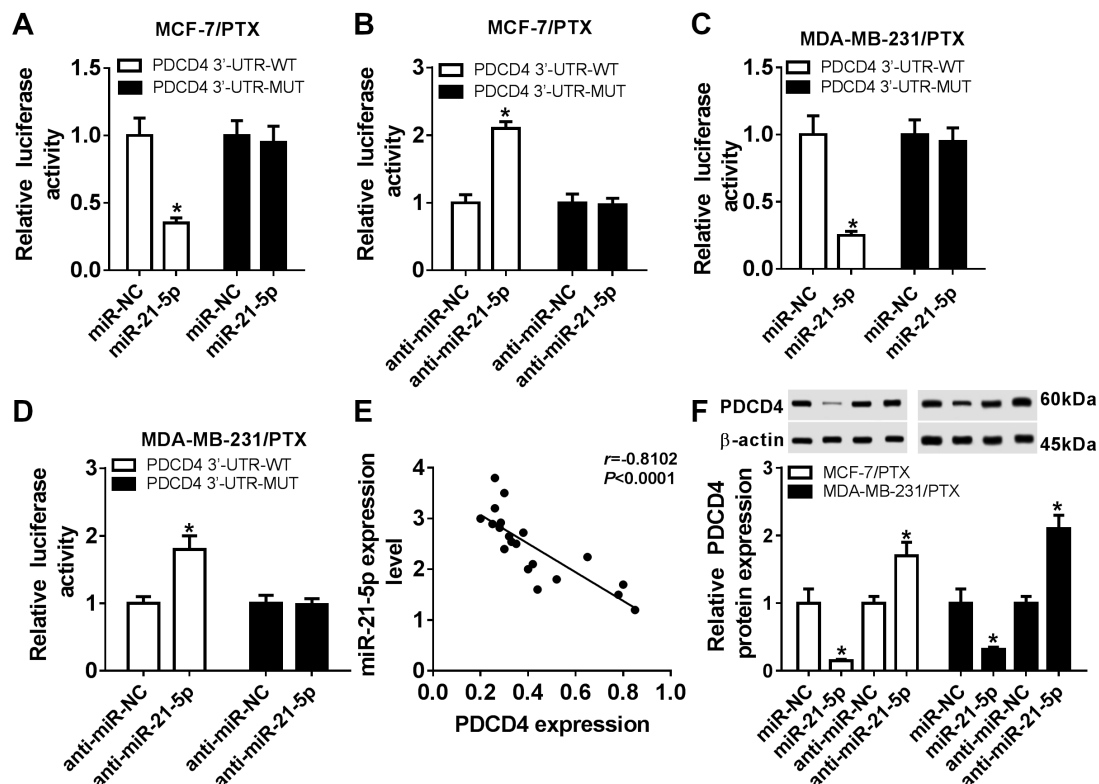 A
MCF-7/PTX
PDCD4 3'-UTR-WT
PDCD4 3'-UTR-MUT
Relative luciferase
activity
1.5
1.0
0.5
0.0
*
miR-NC
miR-21-5p
miR-NC
miR-21-5p
B
MCF-7/PTX
PDCD4 3'-UTR-WT
PDCD4 3'-UTR-MUT
Relative luciferase
activity
3
2
1
0
*
anti-miR-NC
anti-miR-21-5p
anti-miR-NC
anti-miR-21-5p
C
MDA-MB-231/PTX
PDCD4 3'-UTR-WT
PDCD4 3'-UTR-MUT
Relative luciferase
activity
1.5
1.0
0.5
0.0
*
miR-NC
miR-21-5p
miR-NC
miR-21-5p
D
MDA-MB-231/PTX
PDCD4 3'-UTR-WT
PDCD4 3'-UTR-MUT
Relative luciferase
activity
3
2
1
0
*
anti-miR-NC
anti-miR-21-5p
anti-miR-NC
anti-miR-21-5p
E
r=-0.8102
P<0.0001
miR-21-5p expression
level
4
3
2
1
0
0.0 0.2 0.4 0.6 0.8 1.0
PDCD4 expression
F
PDCD4 60kDa
β-actin 45kDa
MCF-7/PTX
MDA-MB-231/PTX
Relative PDCD4
protein expression
3
2
1
0
*
*
*
*
miR-NC
miR-21-5p
anti-miR-NC
anti-miR-21-5p
miR-NC
miR-21-5p
anti-miR-NC
anti-miR-21-5p